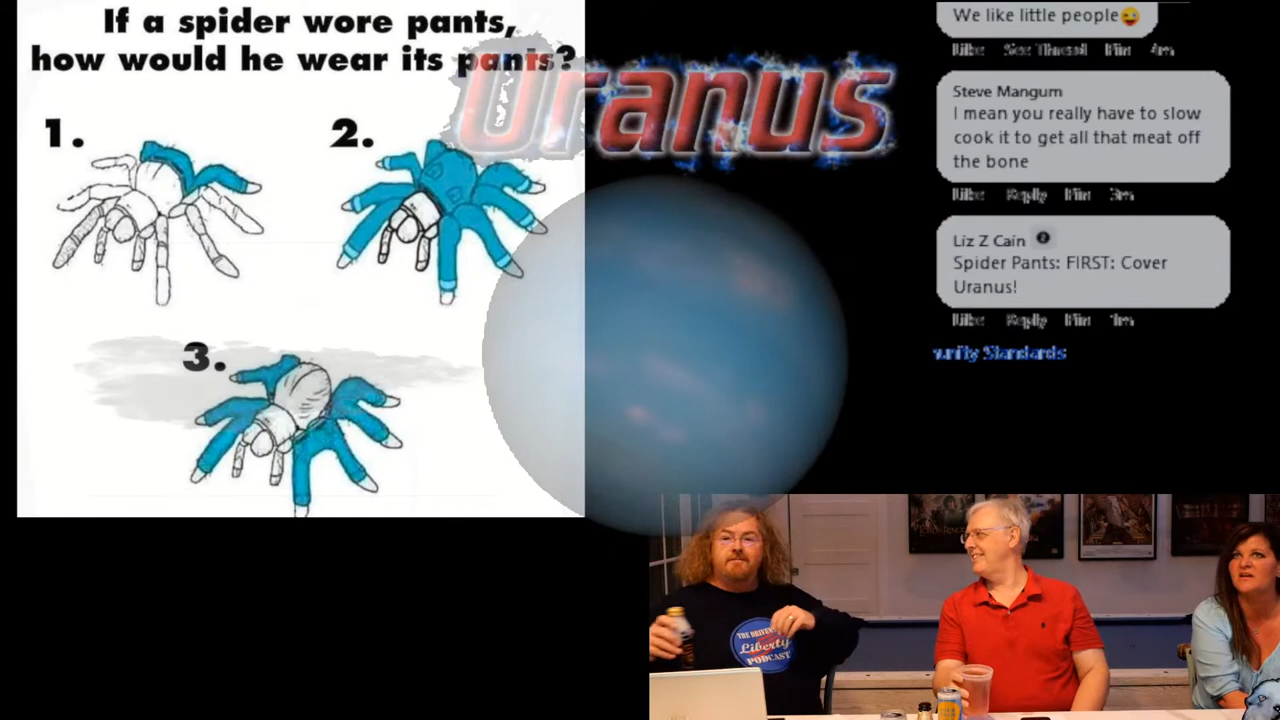 If a spider wore pants,
how would he wear its pants?
1.
2.
3.
Uranus
We like little people😜
Steve Mangum
I mean you really have to slow
cook it to get all that meat off
the bone
Liz Z Cain
Spider Pants: FIRST: Cover
Uranus!
Standards
Liberty
PODCAST